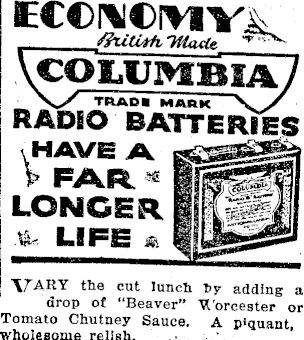 ECONOMY
British Made
COLUMBIA
TRADE MARK
RADIO BATTERIES
HAVE A
FAR
LONGER
LIFE
COLUMBIA
VARY the cut lunch by adding a
drop of "Beaver" Worcester or
Tomato Chutney Sauce. A piquant,
wholesome relish.